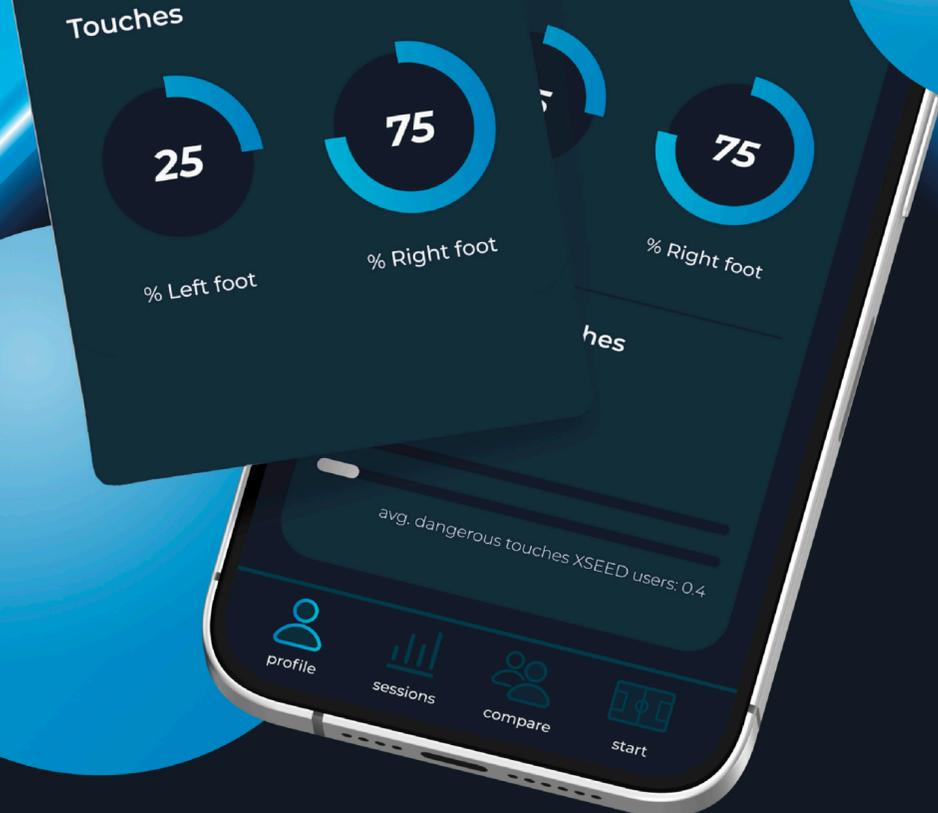 Touches
25
75
% Left foot
% Right foot
5
75
% Right foot
hes
avg. dangerous touches XSEED users: 0.4
profile
sessions
compare
start